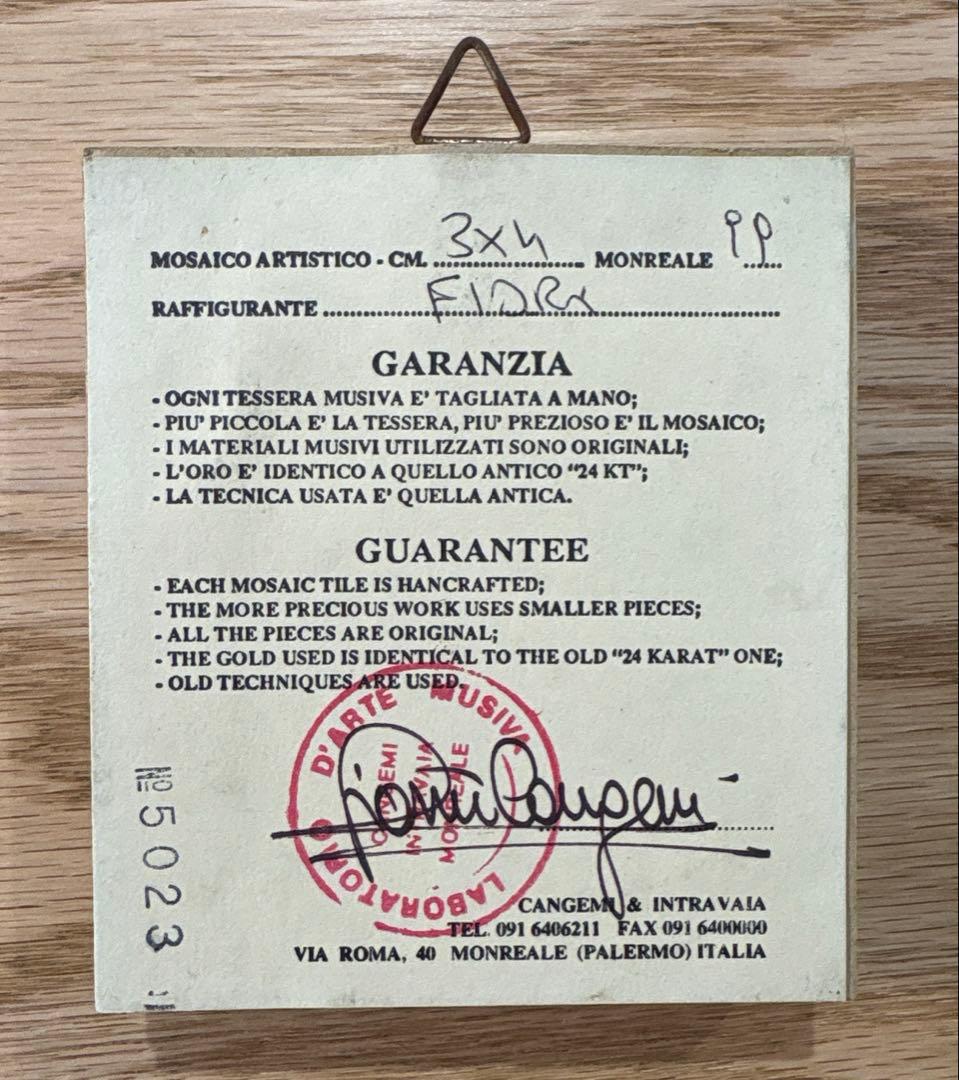 MOSAICO ARTISTICO - CM. 3x4 MONREALE 99
RAFFIGURANTE FIORI
GARANZIA
- OGNI TESSERA MUSIVA E' TAGLIATA A MANO;
- PIU' PICCOLA E' LA TESSERA, PIU' PREZIOSO E' IL MOSAICO;
- I MATERIALI MUSIVI UTILIZZATI SONO ORIGINALI;
- L'ORO E' IDENTICO A QUELLO ANTICO "24 KT";
- LA TECNICA USATA E' QUELLA ANTICA.
GUARANTEE
- EACH MOSAIC TILE IS HANCRAFTED;
- THE MORE PRECIOUS WORK USES SMALLER PIECES;
- ALL THE PIECES ARE ORIGINAL;
- THE GOLD USED IS IDENTICAL TO THE OLD "24 KARAT" ONE;
- OLD TECHNIQUES ARE USED.
LABORATORIO D'ARTE MUSIVA
CANGEMI
INTRAVAIA
MONREALE
Cangemi
CANGEMI & INTRAVAIA
TEL. 091 6406211 FAX 091 6400000
VIA ROMA, 40 MONREALE (PALERMO) ITALIA
Nº 5023